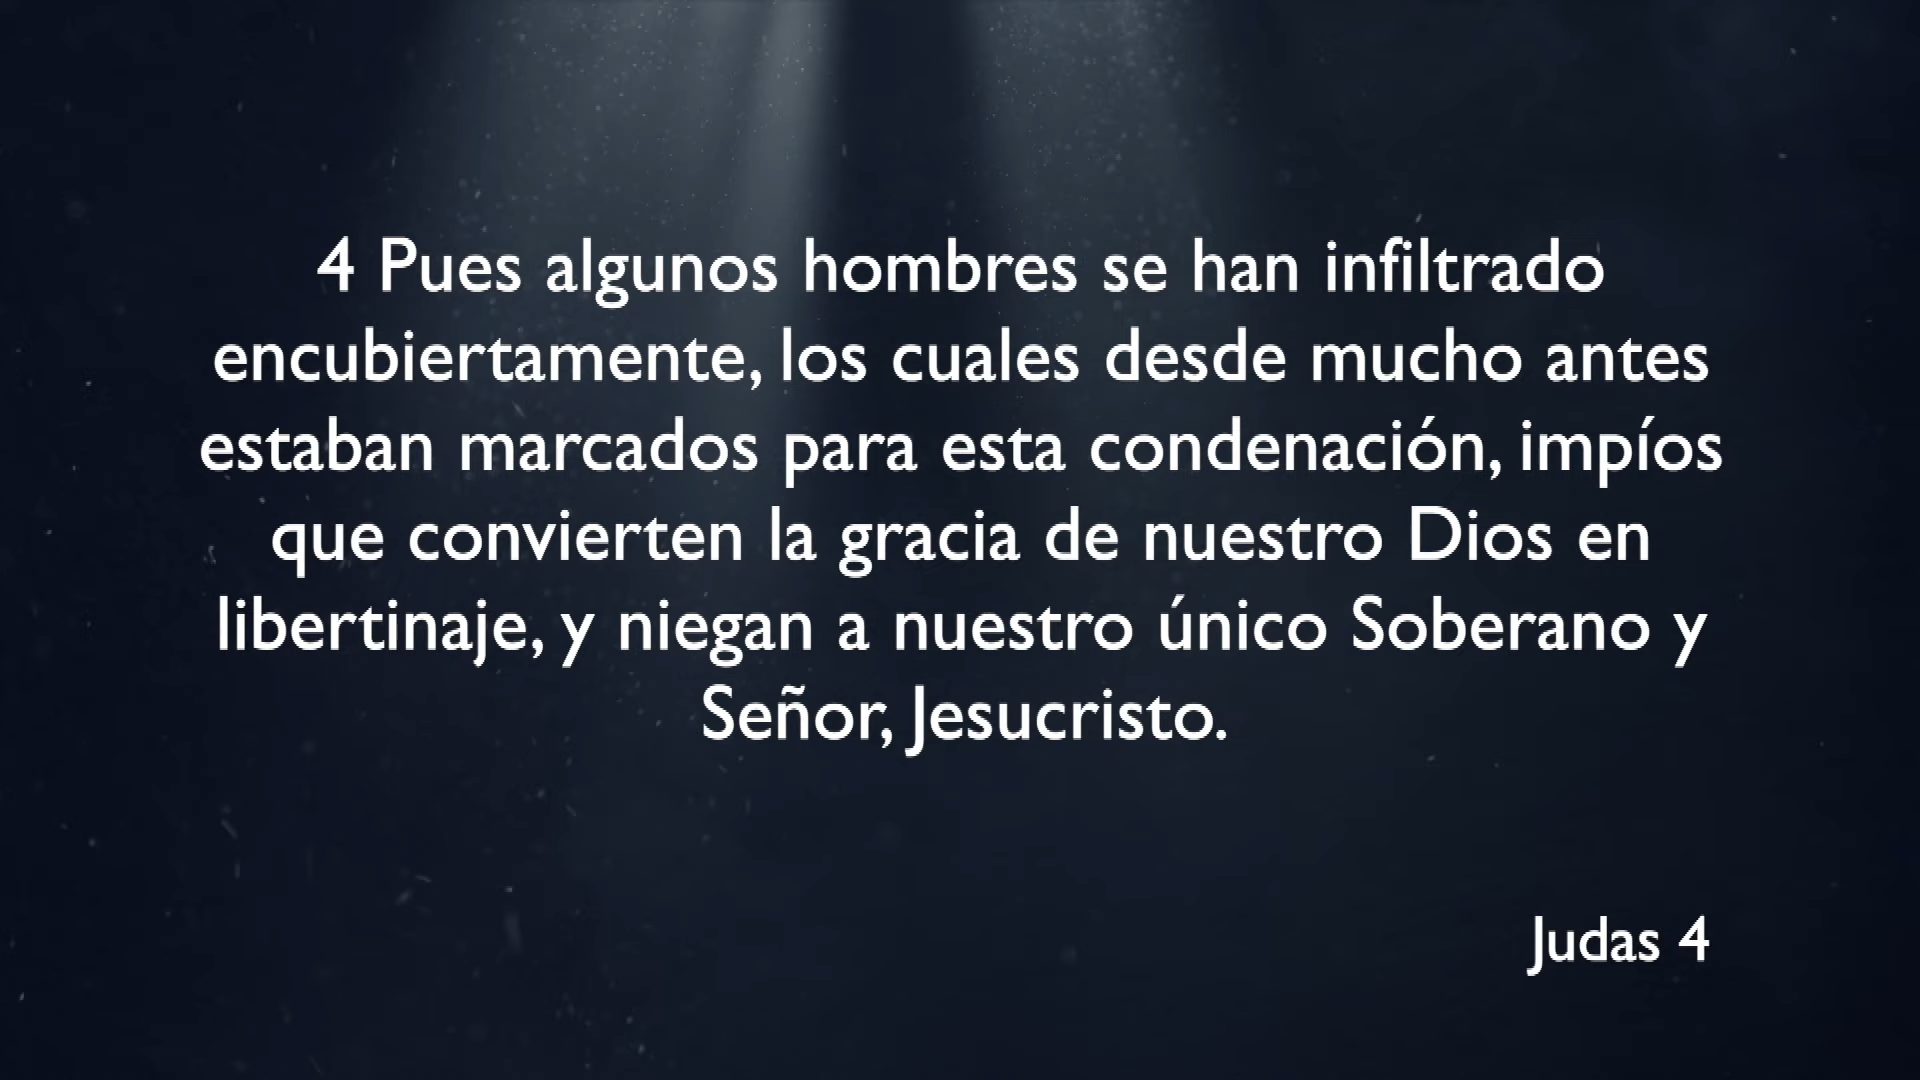 4 Pues algunos hombres se han infiltrado
encubiertamente, los cuales desde mucho antes
estaban marcados para esta condenación, impíos
que convierten la gracia de nuestro Dios en
libertinaje, y niegan a nuestro único Soberano y
Señor, Jesucristo.
Judas 4